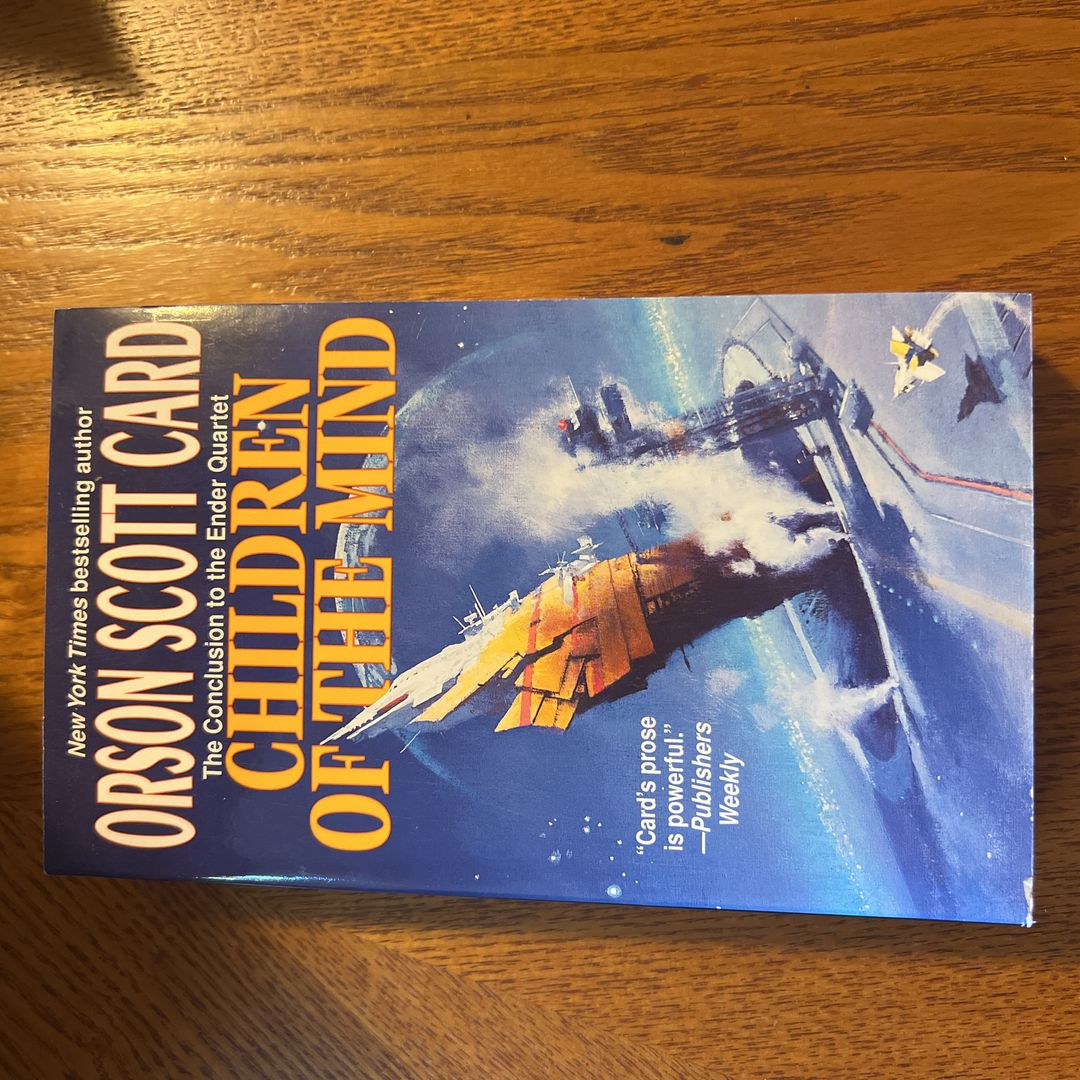 New York Times bestselling author
ORSON SCOTT CARD
The Conclusion to the Ender Quartet
CHILDREN
OF THE MIND
“Card's prose
is powerful.”
—Publishers
Weekly